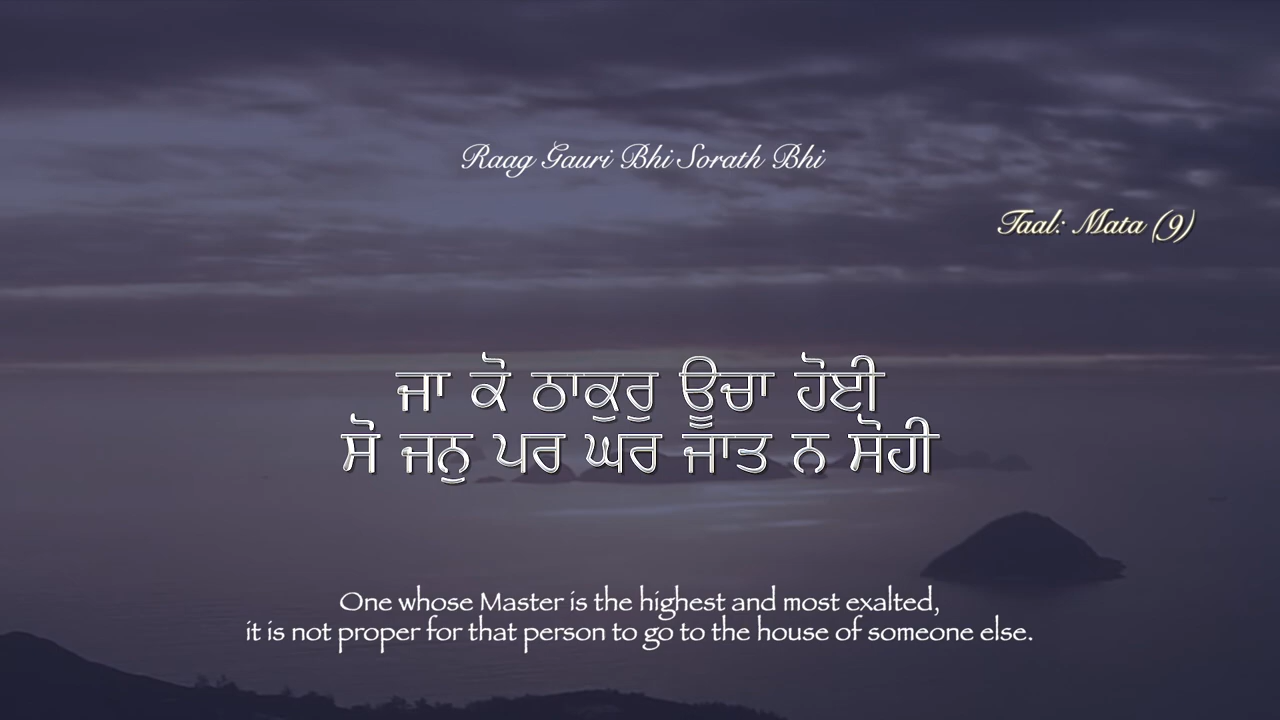 Raag Gauri Bhi Sorath Bhi
Taal: Mata (9)
ਜਾ ਕੋ ਠਾਕੁਰੁ ਊਚਾ ਹੋਈ
ਸੋ ਜਨੁ ਪਰ ਘਰ ਜਾਤ ਨ ਸੋਹੀ
One whose Master is the highest and most exalted,
it is not proper for that person to go to the house of someone else.